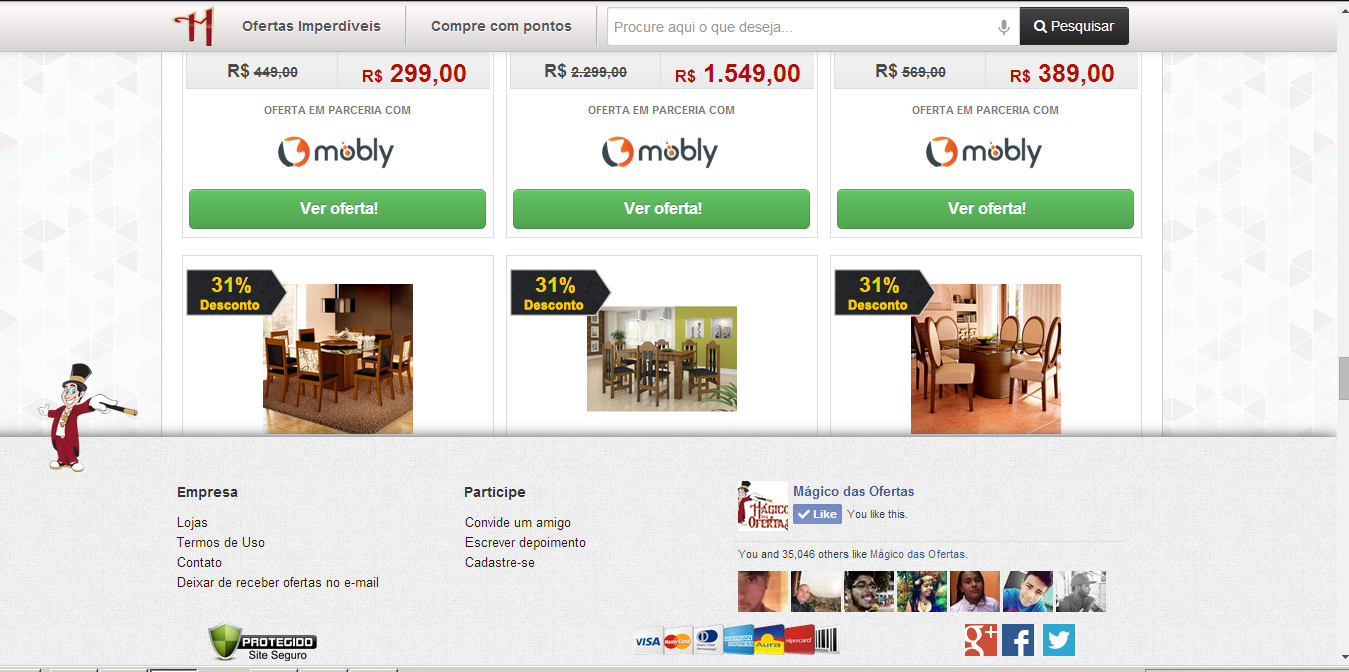 Ofertas Imperdíveis
Compre com pontos
Procure aqui o que deseja...
Pesquisar
R$ 449,00
R$ 299,00
R$ 2.299,00
R$ 1.549,00
R$ 569,00
R$ 389,00
OFERTA EM PARCERIA COM
OFERTA EM PARCERIA COM
OFERTA EM PARCERIA COM
mobly
mobly
mobly
Ver oferta!
Ver oferta!
Ver oferta!
31%
Desconto
31%
Desconto
31%
Desconto
Empresa
Lojas
Termos de Uso
Contato
Deixar de receber ofertas no e-mail
Participe
Convide um amigo
Escrever depoimento
Cadastre-se
MÁGICO
DAS
OFERTAS
Mágico das Ofertas
Like
You like this.
You and 35,046 others like Mágico das Ofertas.
PROTEGIDO
Site Seguro
VISA
MasterCard
AMERICAN EXPRESS
Aura
Hipercard
g+
f